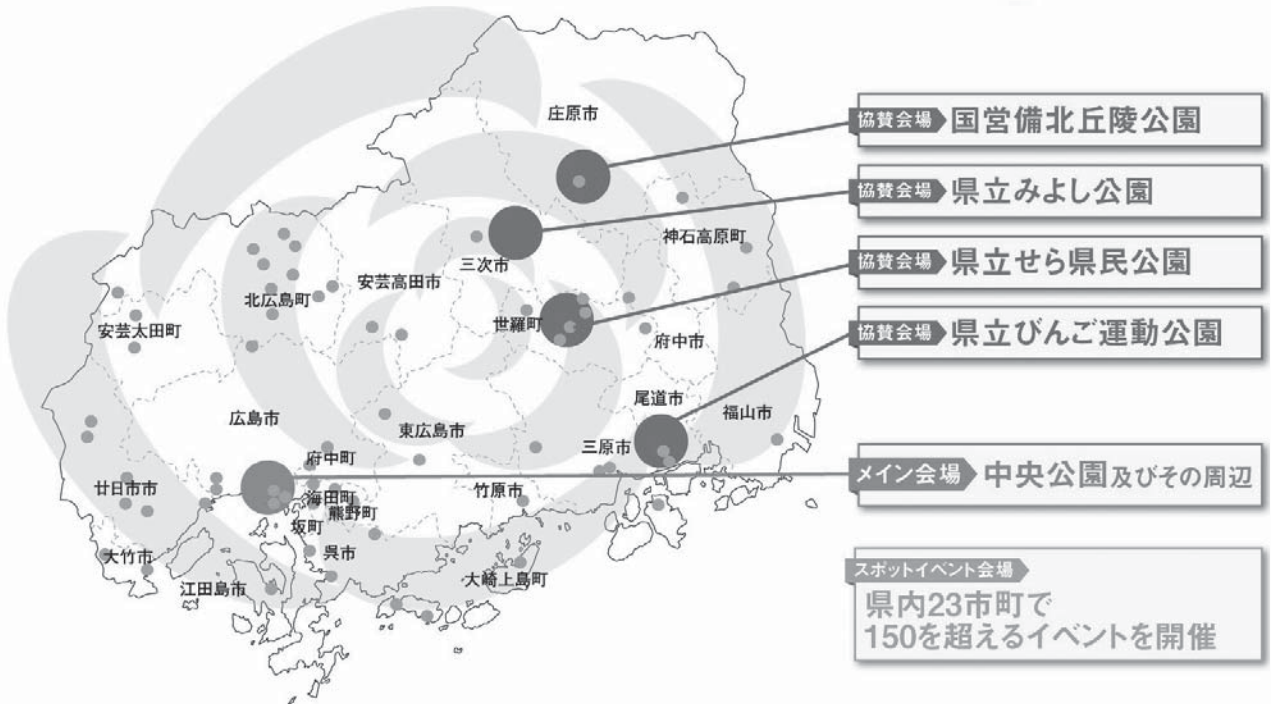 庄原市
神石高原町
三次市
安芸高田市
北広島町
安芸太田町
世羅町
府中市
尾道市
福山市
広島市
東広島市
三原市
府中町
廿日市市
海田町
熊野町
竹原市
坂町
呉市
大竹市
江田島市
大崎上島町
協賛会場 国営備北丘陵公園
協賛会場 県立みよし公園
協賛会場 県立せら県民公園
協賛会場 県立びんご運動公園
メイン会場 中央公園及びその周辺
スポットイベント会場
県内23市町で
150を超えるイベントを開催